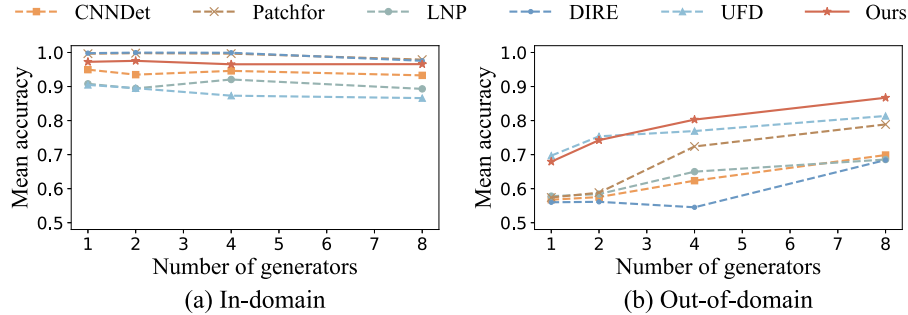 CNNDet Patchfor LNP DIRE UFD Ours
Mean accuracy
1.0
0.9
0.8
0.7
0.6
0.5
1 2 3 4 5 6 7 8
Number of generators
(a) In-domain
Mean accuracy
1.0
0.9
0.8
0.7
0.6
0.5
1 2 3 4 5 6 7 8
Number of generators
(b) Out-of-domain